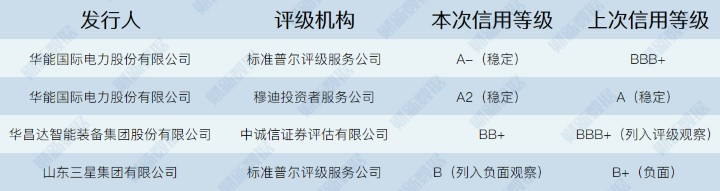 发行人 评级机构 本次信用等级 上次信用等级
华能国际电力股份有限公司 标准普尔评级服务公司 A-（稳定） BBB+
华能国际电力股份有限公司 穆迪投资者服务公司 A2（稳定） A（稳定）
华昌达智能装备集团股份有限公司 中诚信证券评估有限公司 BB+ BBB+（列入评级观察）
山东三星集团有限公司 标准普尔评级服务公司 B（列入负面观察） B+（负面）